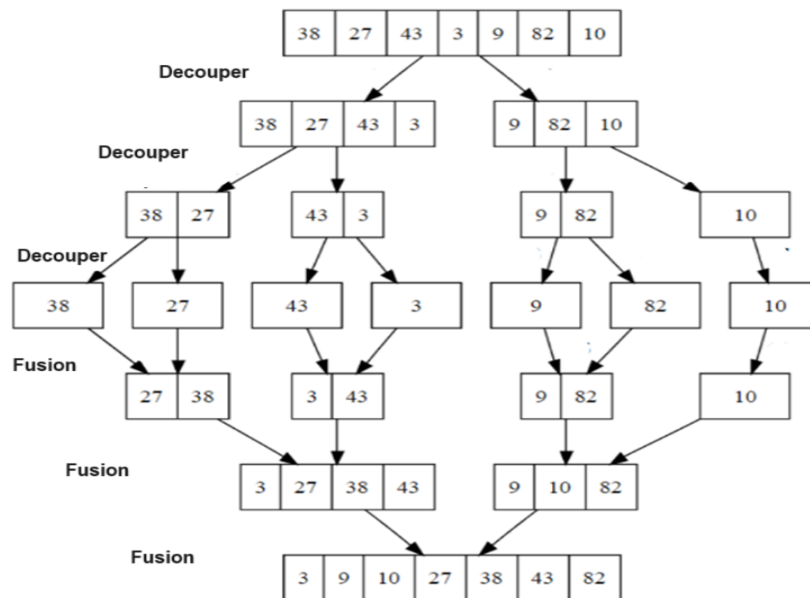 38 27 43 3 9 82 10
Decouper
38 27 43 3 9 82 10
Decouper
38 27 43 3 9 82 10
Decouper
38 27 43 3 9 82 10
Fusion
27 38 3 43 9 82 10
Fusion
3 27 38 43 9 10 82
Fusion
3 9 10 27 38 43 82